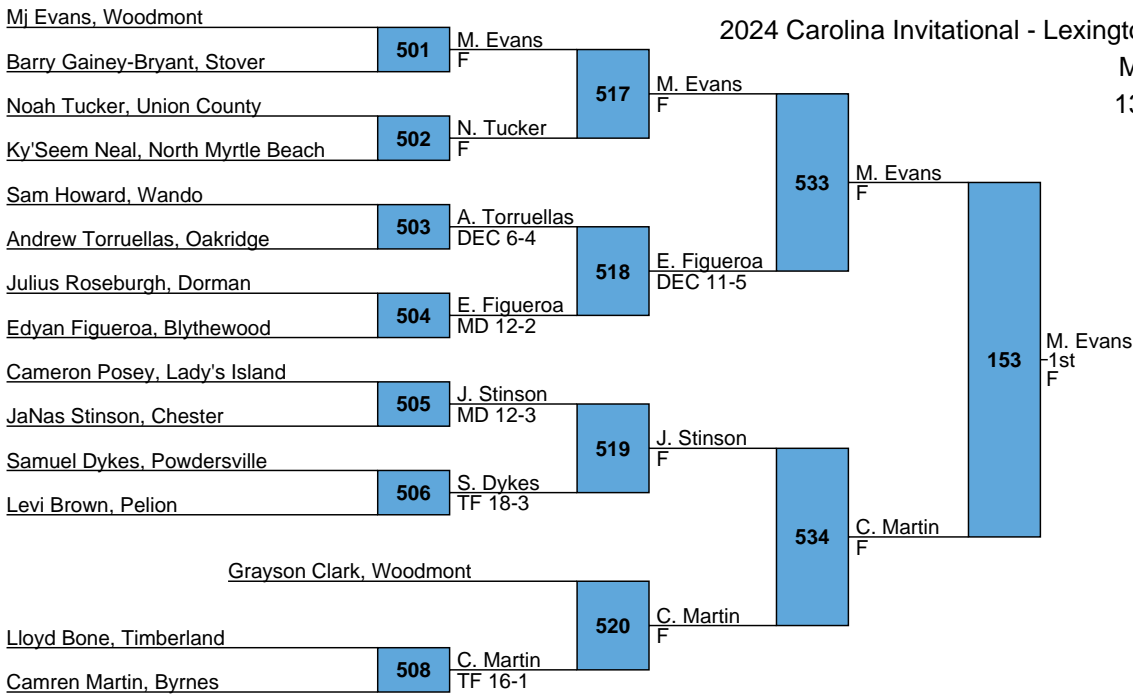 Mj Evans, Woodmont
2024 Carolina Invitational - Lexingto
501
M. Evans
F
Barry Gainey-Bryant, Stover
M
517
M. Evans
F
Noah Tucker, Union County
13
502
N. Tucker
F
Ky'Seem Neal, North Myrtle Beach
533
M. Evans
F
Sam Howard, Wando
503
A. Torruellas
DEC 6-4
Andrew Torruellas, Oakridge
518
E. Figueroa
DEC 11-5
Julius Roseburgh, Dorman
504
E. Figueroa
MD 12-2
Edyan Figueroa, Blythewood
153
M. Evans
1st
F
Cameron Posey, Lady's Island
505
J. Stinson
MD 12-3
JaNas Stinson, Chester
519
J. Stinson
F
Samuel Dykes, Powdersville
506
S. Dykes
TF 18-3
Levi Brown, Pelion
534
C. Martin
F
Grayson Clark, Woodmont
520
C. Martin
F
Lloyd Bone, Timberland
508
C. Martin
TF 16-1
Camren Martin, Byrnes